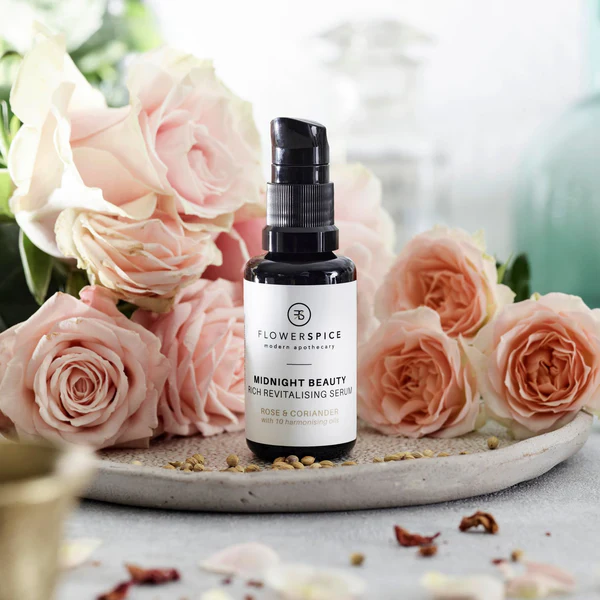 FS
FLOWERSPICE
modern apothecary
MIDNIGHT BEAUTY
RICH REVITALISING SERUM
ROSE & CORIANDER
with 10 harmonising oils